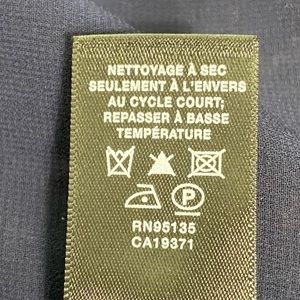 NETTOYAGE À SEC
SEULEMENT À L'ENVERS
AU CYCLE COURT;
REPASSER À BASSE
TEMPÉRATURE
P
RN95135
CA19371